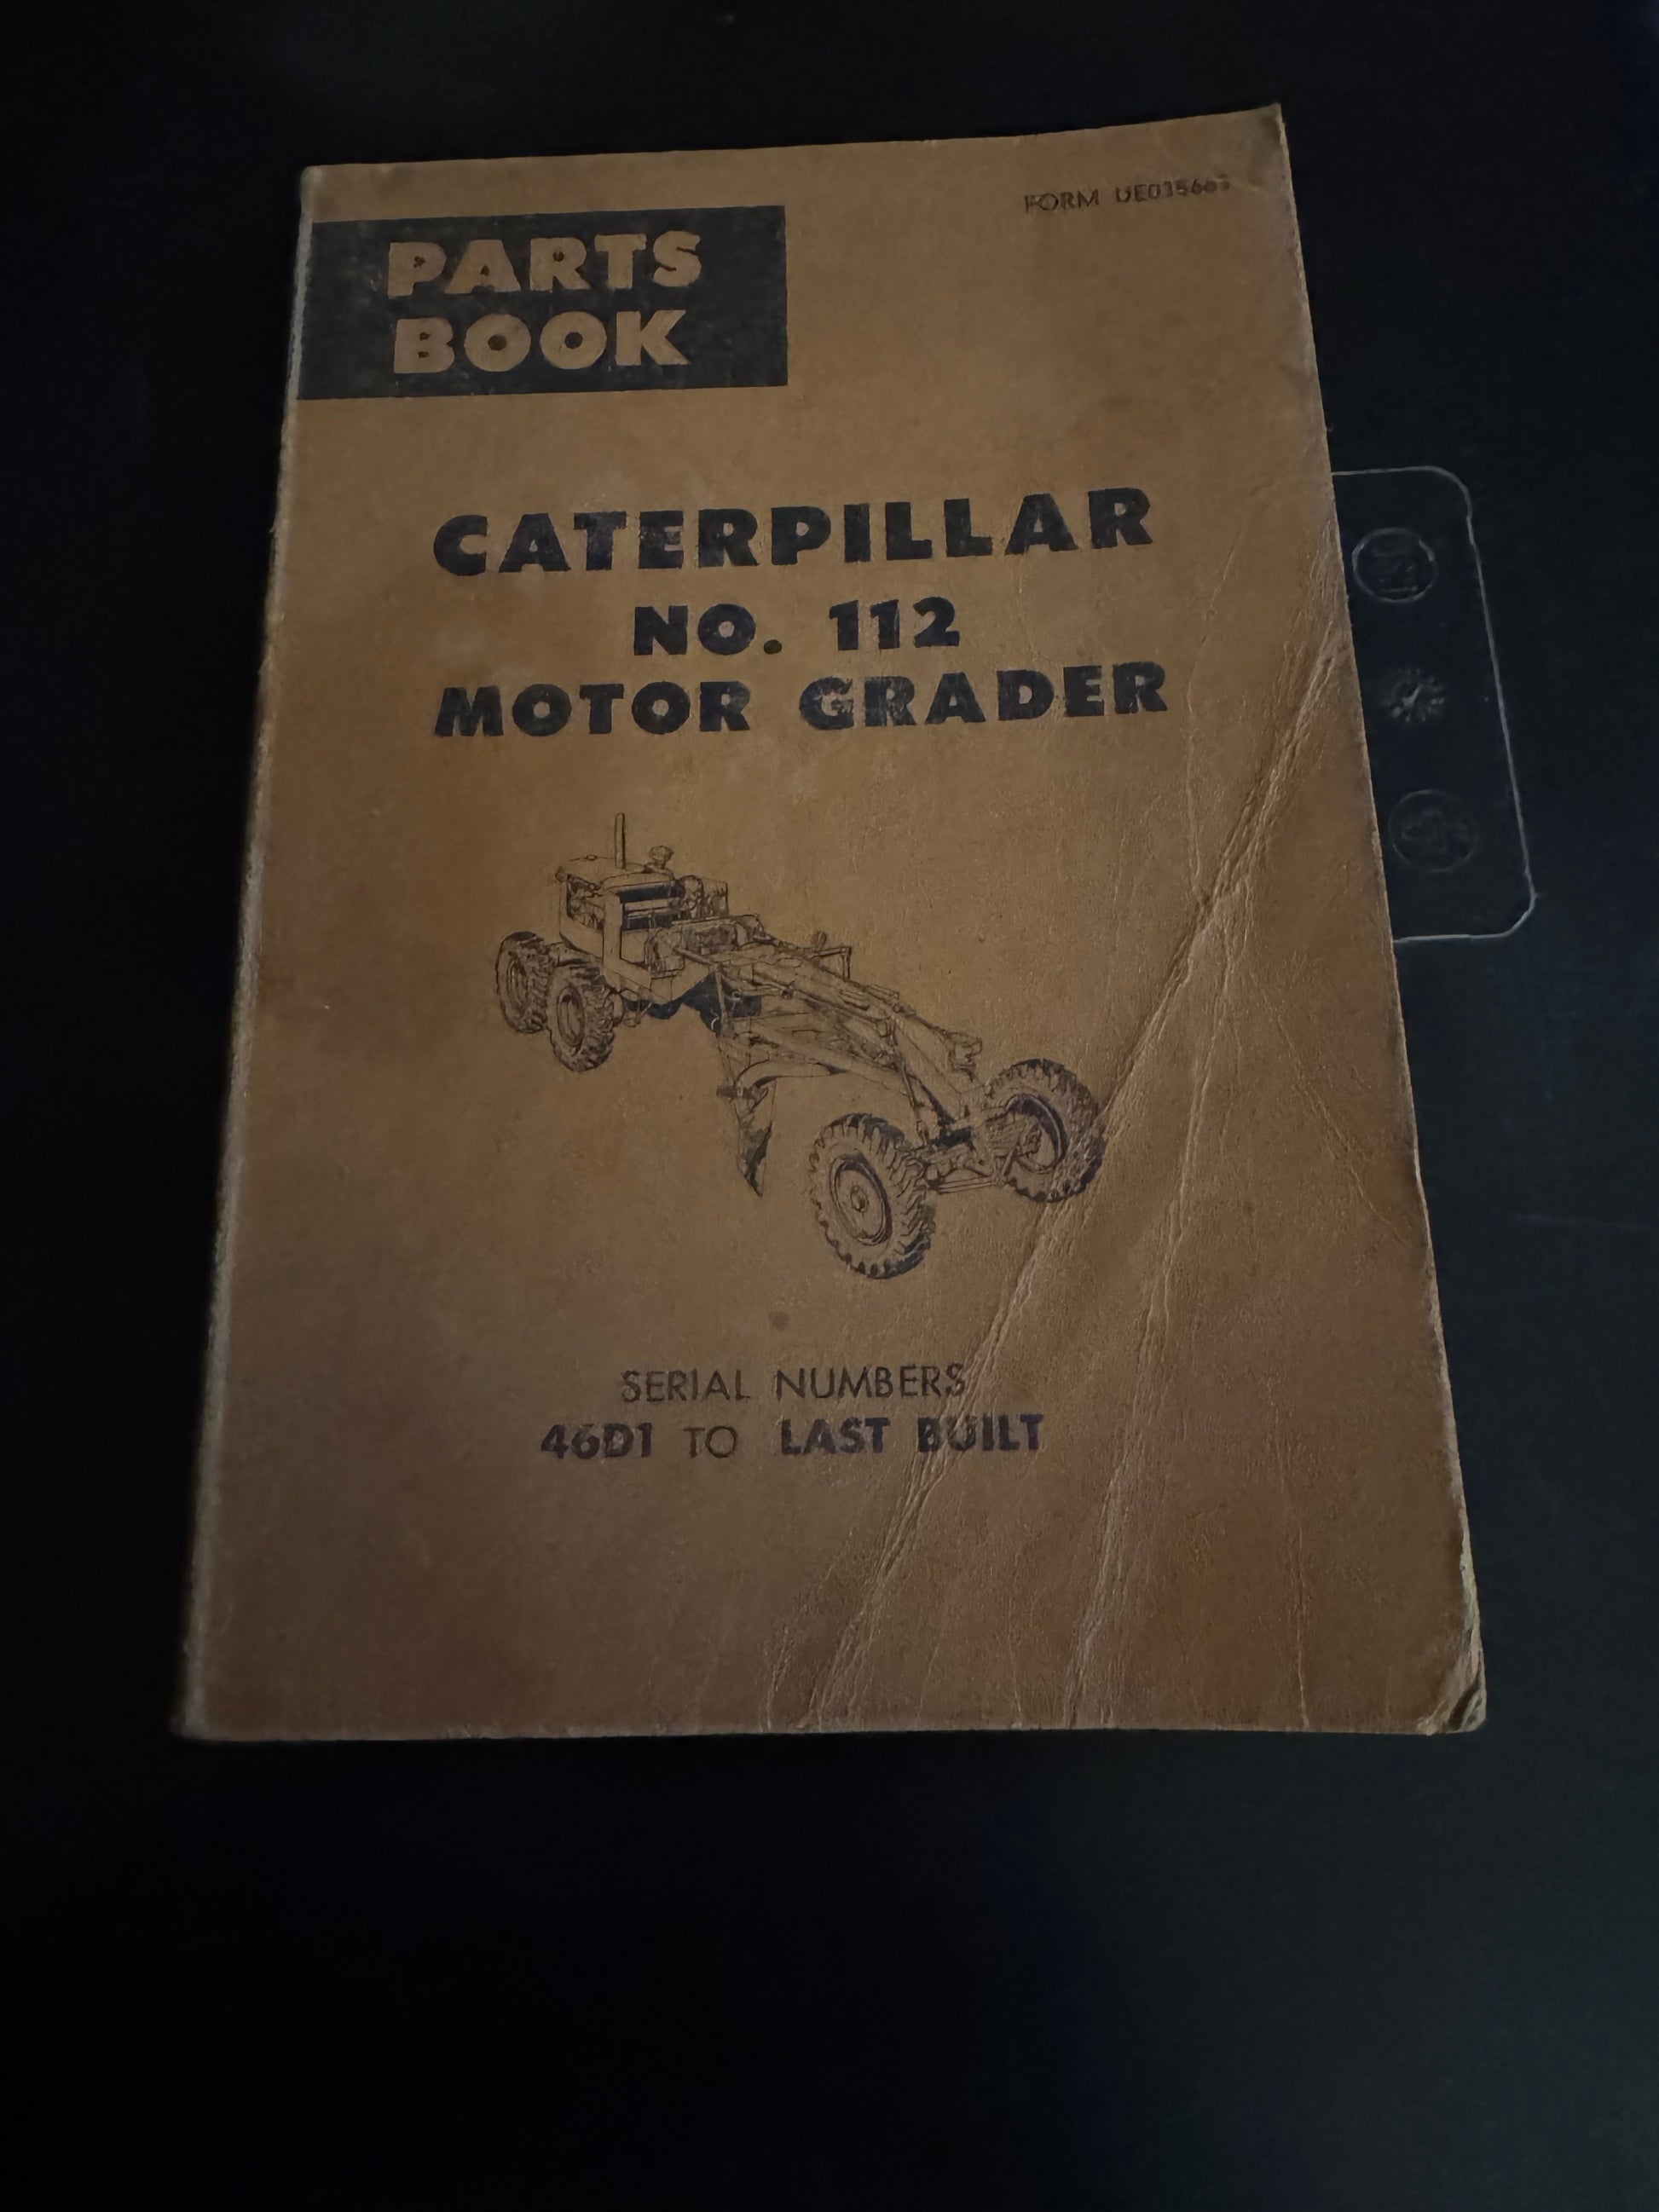 FORM UE035603
PARTS
BOOK
CATERPILLAR
NO. 112
MOTOR GRADER
SERIAL NUMBERS
46D1 TO LAST BUILT